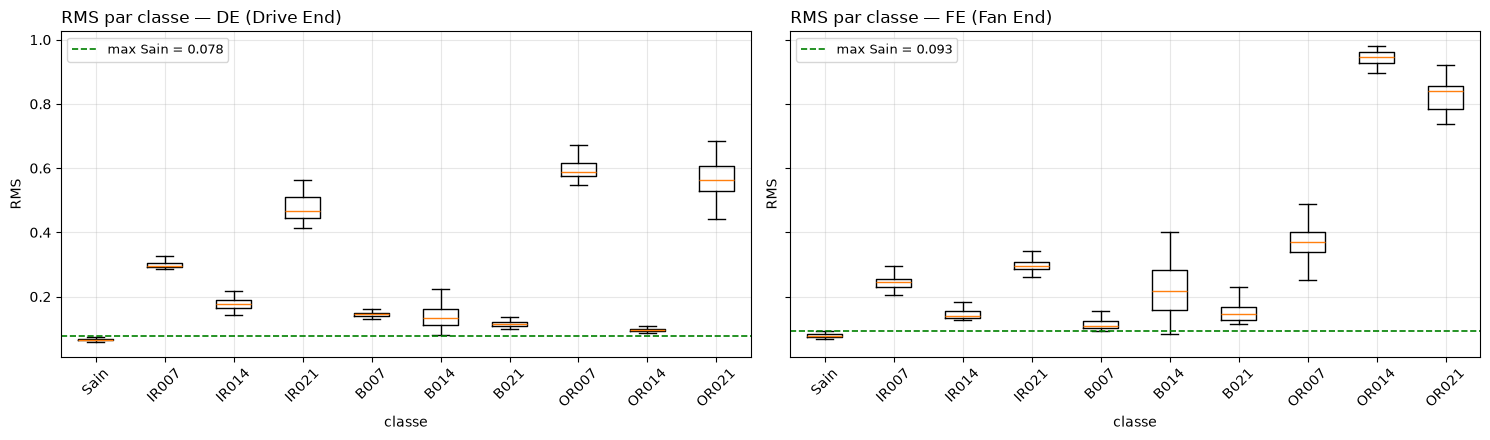 RMS par classe — DE (Drive End)
max Sain = 0.078
1.0
0.8
0.6
0.4
0.2
RMS
Sain
IR007
IR014
IR021
B007
B014
B021
OR007
OR014
OR021
classe
RMS par classe — FE (Fan End)
max Sain = 0.093
RMS
Sain
IR007
IR014
IR021
B007
B014
B021
OR007
OR014
OR021
classe